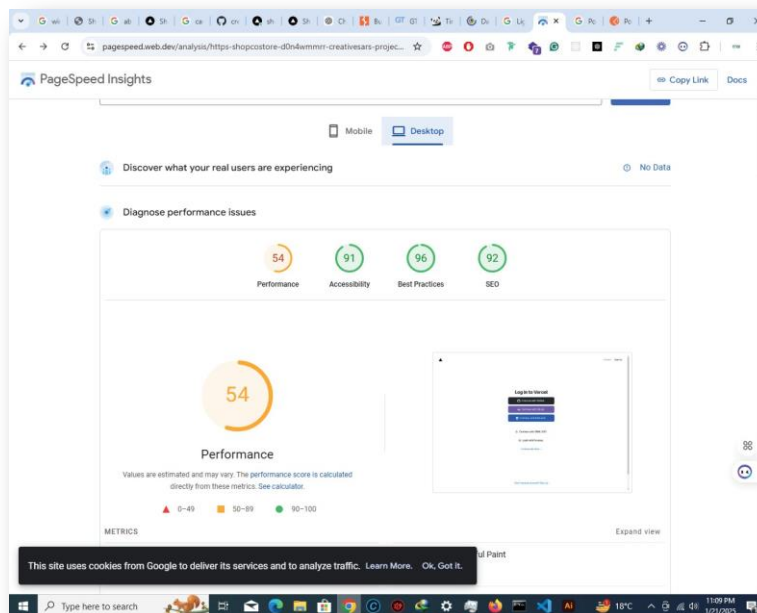 pagespeed.web.dev/analysis/https-shopcostore-d0n4wmmrr-creativesars-projec...
PageSpeed Insights
Copy Link
Docs
Mobile
Desktop
Discover what your real users are experiencing
No Data
Diagnose performance issues
54
91
96
92
Performance
Accessibility
Best Practices
SEO
54
Performance
Values are estimated and may vary. The performance score is calculated
directly from these metrics. See calculator.
0–49
50–89
90–100
Log in to Vercel
METRICS
Expand view
ful Paint
This site uses cookies from Google to deliver its services and to analyze traffic. Learn More. Ok, Got it.
Type here to search
18°C
11:09 PM
1/21/2025